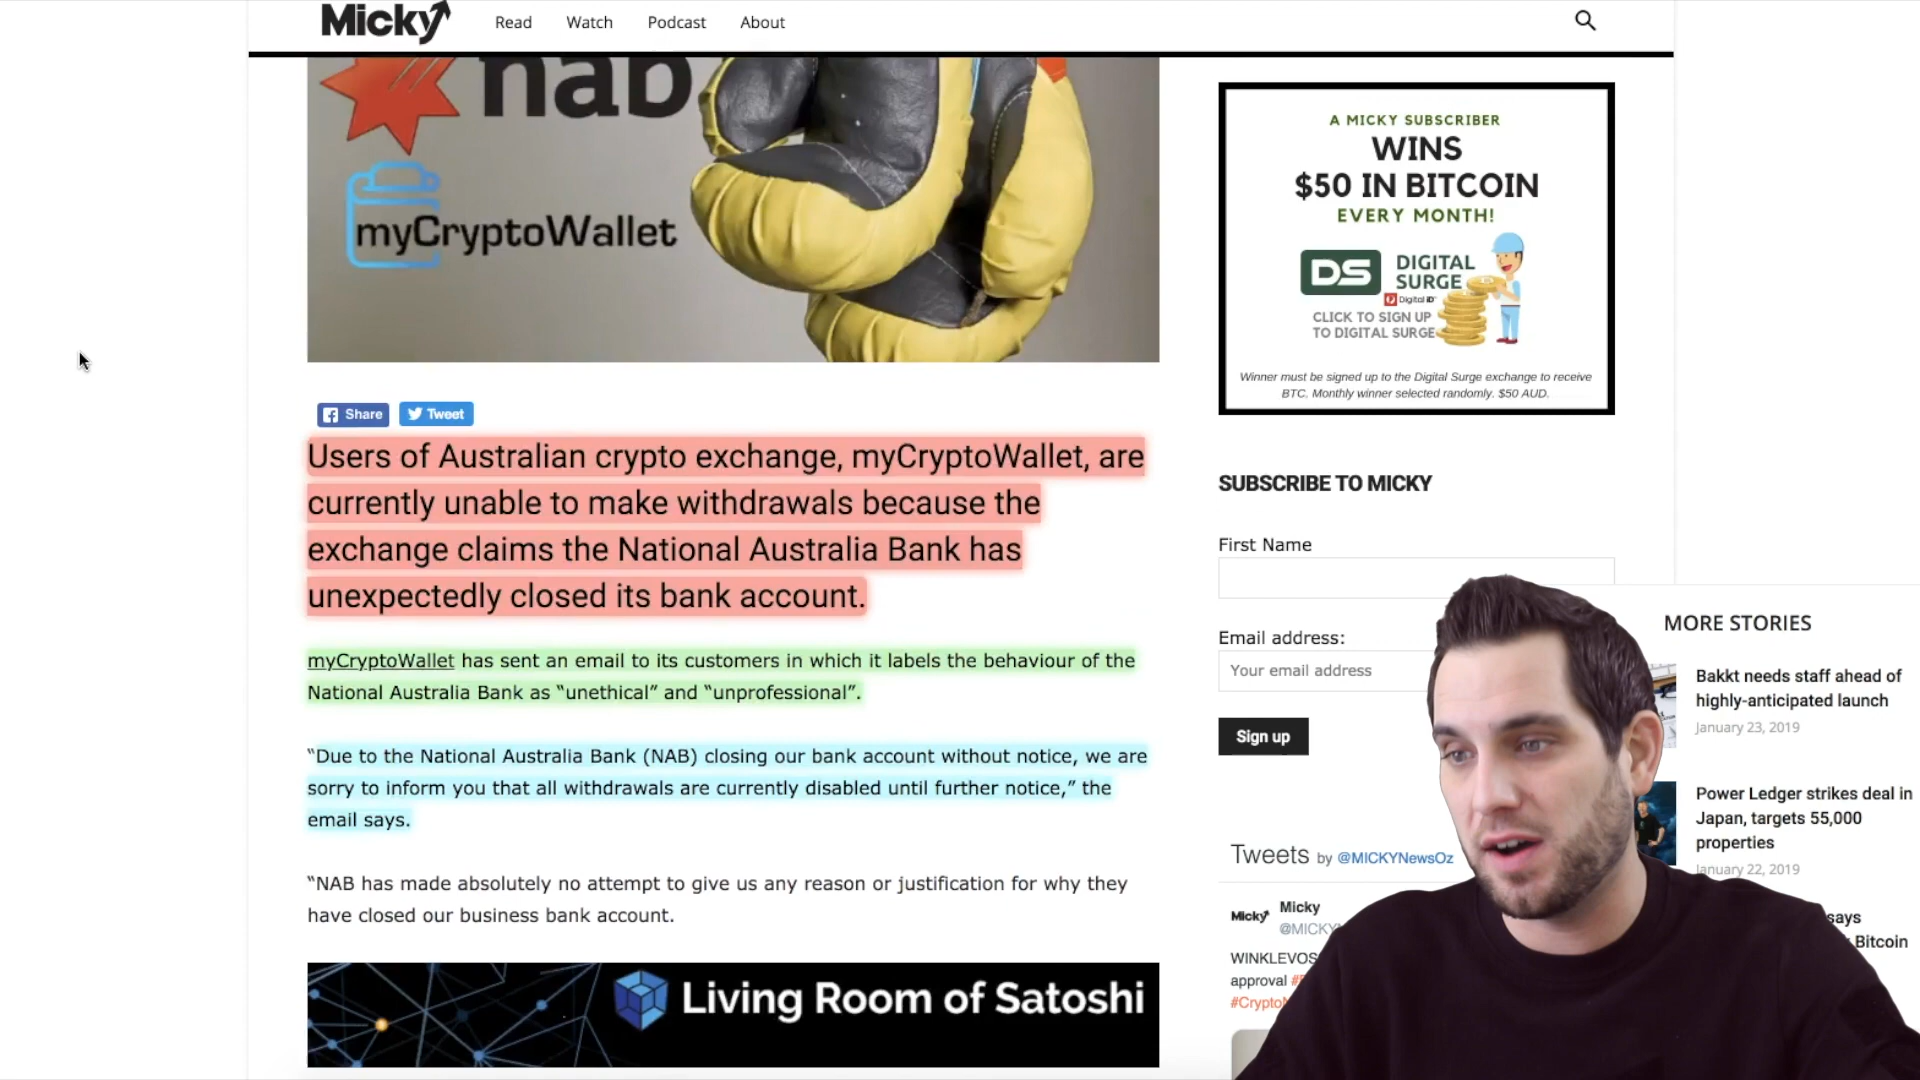 Micky
Read
Watch
Podcast
About
nab
myCryptoWallet
Share
Tweet
Users of Australian crypto exchange, myCryptoWallet, are
currently unable to make withdrawals because the
exchange claims the National Australia Bank has
unexpectedly closed its bank account.
myCryptoWallet has sent an email to its customers in which it labels the behaviour of the
National Australia Bank as “unethical” and “unprofessional”.
“Due to the National Australia Bank (NAB) closing our bank account without notice, we are
sorry to inform you that all withdrawals are currently disabled until further notice,” the
email says.
“NAB has made absolutely no attempt to give us any reason or justification for why they
have closed our business bank account.
Living Room of Satoshi
A MICKY SUBSCRIBER
WINS
$50 IN BITCOIN
EVERY MONTH!
DS DIGITAL
SURGE
Digital iD
CLICK TO SIGN UP
TO DIGITAL SURGE
Winner must be signed up to the Digital Surge exchange to receive
BTC. Monthly winner selected randomly. $50 AUD.
SUBSCRIBE TO MICKY
First Name
Email address:
Your email address
Sign up
Tweets by @MICKYNewsOz
Micky
Micky
@MICKY
WINKLEVOS
approval
#CryptoN
MORE STORIES
Bakkt needs staff ahead of
highly-anticipated launch
January 23, 2019
Power Ledger strikes deal in
Japan, targets 55,000
properties
January 22, 2019
says
Bitcoin